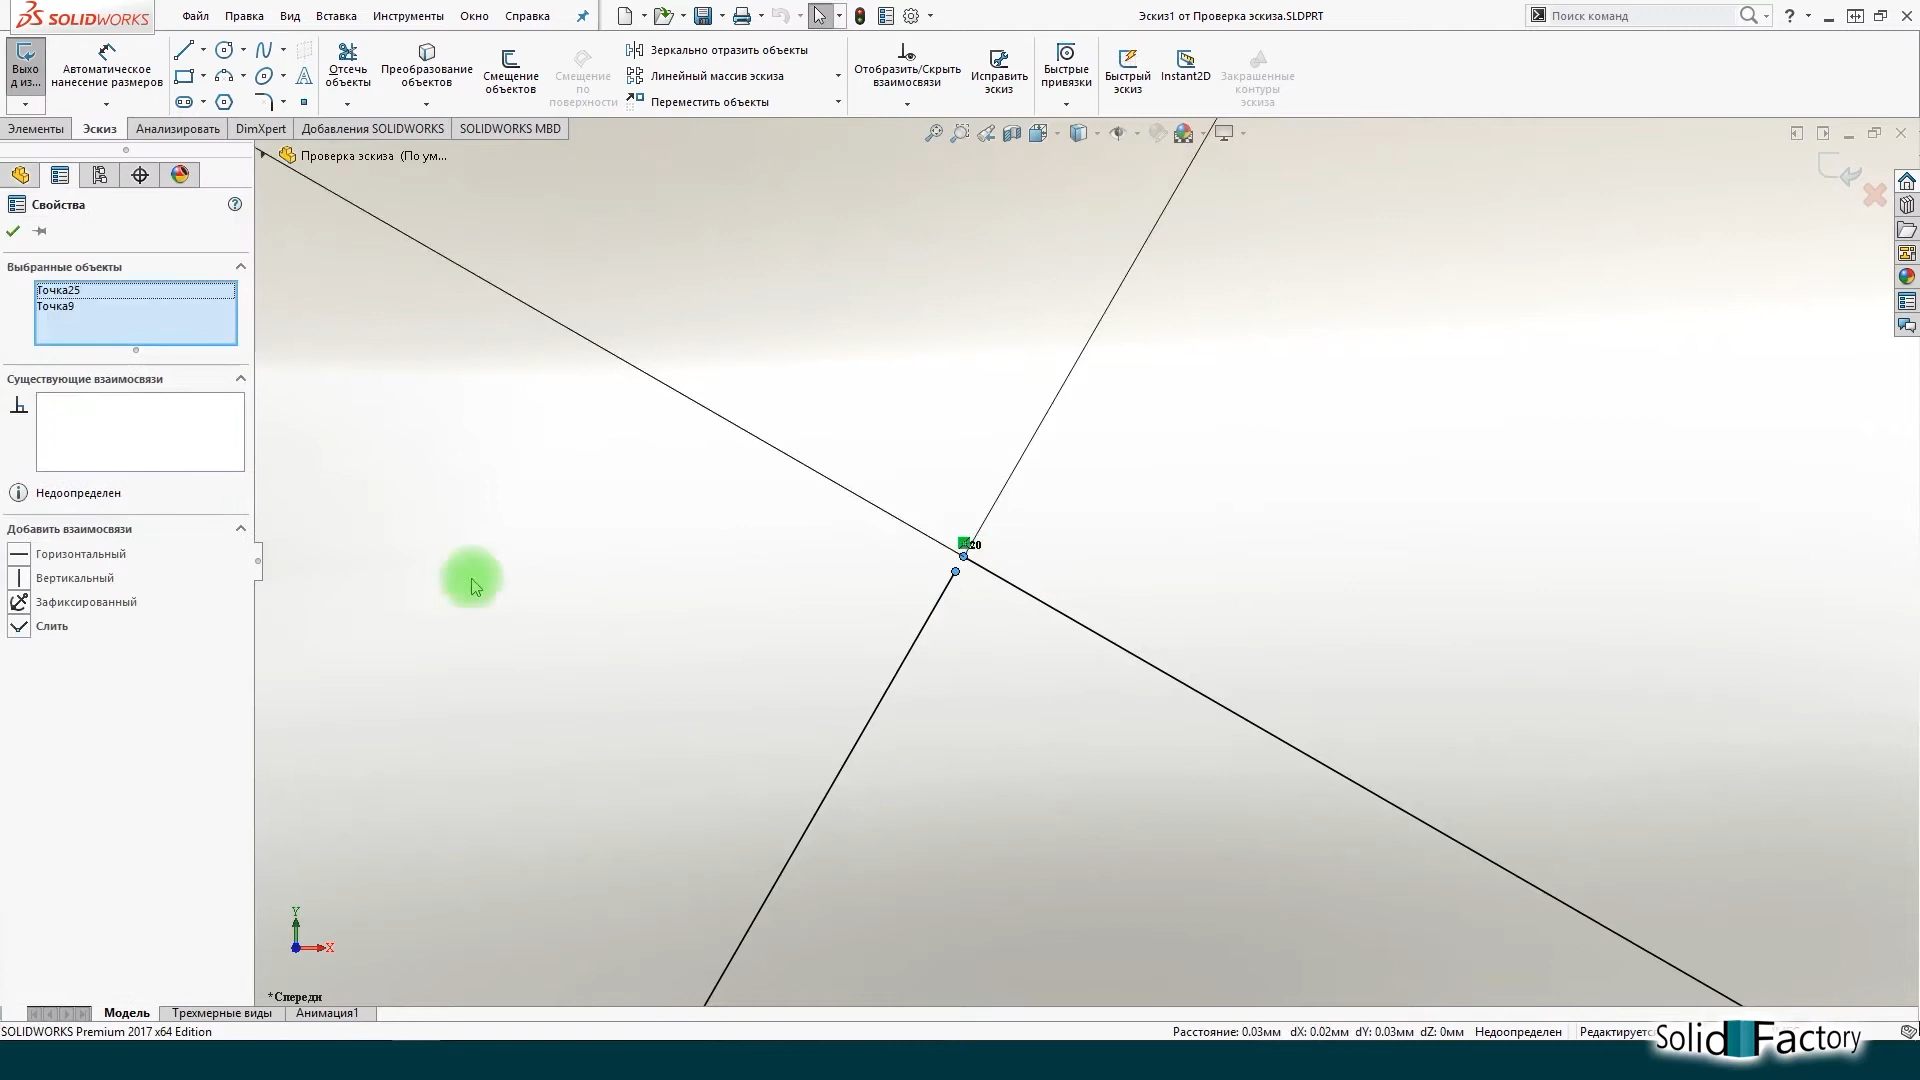 SOLIDWORKS
Файл Правка Вид Вставка Инструменты Окно Справка
Эскиз1 от Проверка эскиза.SLDPRT
Поиск команд
Выхо
д из...
Автоматическое
нанесение размеров
Отсечь
объекты
Преобразование
объектов
Смещение
объектов
Смещение
по
поверхности
Зеркально отразить объекты
Линейный массив эскиза
Переместить объекты
Отобразить/Скрыть
взаимосвязи
Исправить
эскиз
Быстрые
привязки
Быстрый
эскиз
Instant2D
Закрашенные
контуры
эскиза
Элементы Эскиз Анализировать DimXpert Добавления SOLIDWORKS SOLIDWORKS MBD
Проверка эскиза (По ум...
Свойства
Выбранные объекты
Точка25
Точка9
Существующие взаимосвязи
Недоопределен
Добавить взаимосвязи
Горизонтальный
Вертикальный
Зафиксированный
Слить
20
Y
X
*Спереди
Модель Трехмерные виды Анимация1
SOLIDWORKS Premium 2017 x64 Edition
Расстояние: 0.03мм dX: 0.02мм dY: 0.03мм dZ: 0мм Недоопределен Редактируетс
Solid Factory